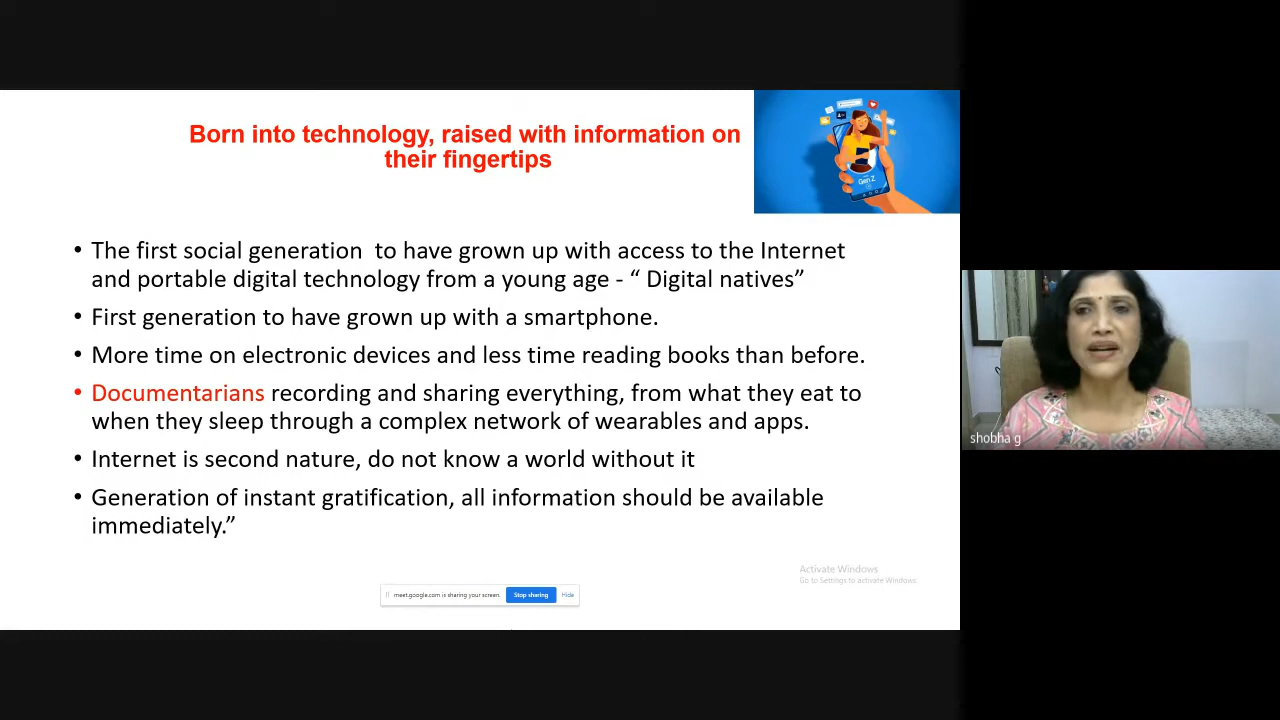 Born into technology, raised with information on
their fingertips
Gen Z
• The first social generation  to have grown up with access to the Internet
and portable digital technology from a young age - “ Digital natives”
• First generation to have grown up with a smartphone.
• More time on electronic devices and less time reading books than before.
• Documentarians recording and sharing everything, from what they eat to
when they sleep through a complex network of wearables and apps.
• Internet is second nature, do not know a world without it
• Generation of instant gratification, all information should be available
immediately.”
shobha g
Activate Windows
Go to Settings to activate Windows.
meet.google.com is sharing your screen.
Stop sharing
Hide